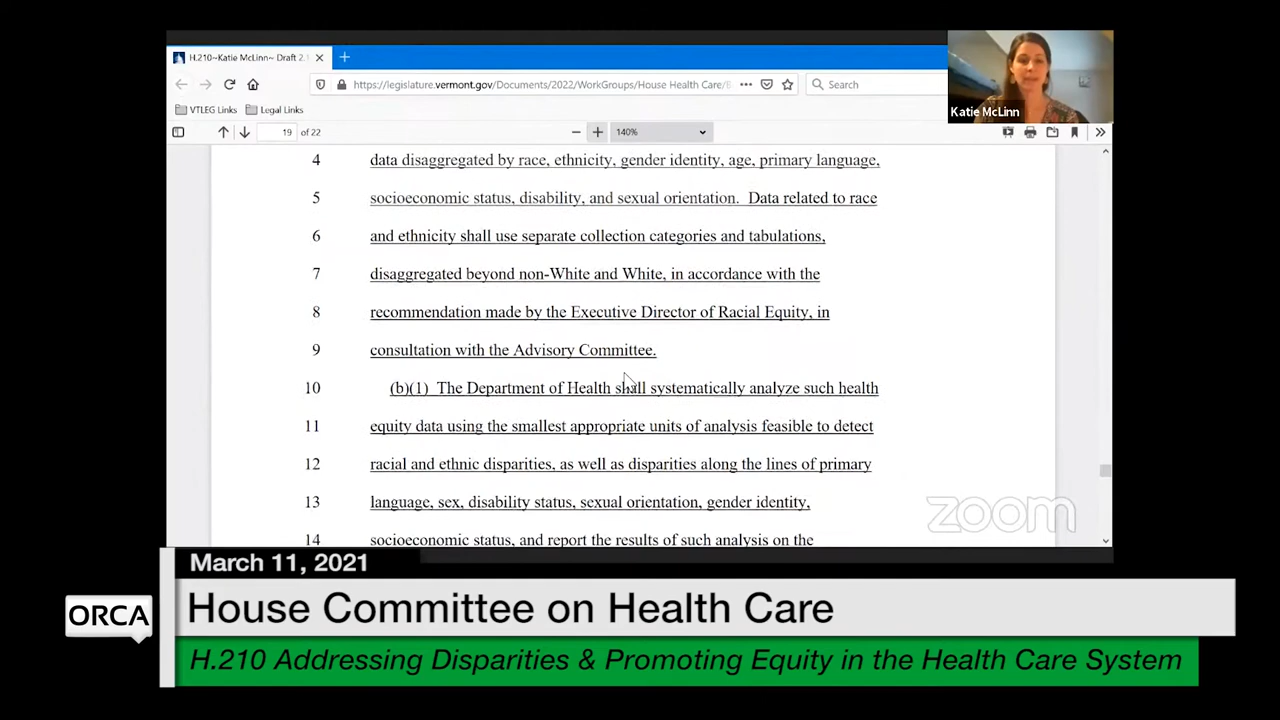 H.210~Katie McLinn~ Draft 2.
https://legislature.vermont.gov/Documents/2022/WorkGroups/House Health Care/
Search
VTLEG Links
Legal Links
Katie McLinn
19 of 22
140%
4 data disaggregated by race, ethnicity, gender identity, age, primary language,
5 socioeconomic status, disability, and sexual orientation. Data related to race
6 and ethnicity shall use separate collection categories and tabulations,
7 disaggregated beyond non-White and White, in accordance with the
8 recommendation made by the Executive Director of Racial Equity, in
9 consultation with the Advisory Committee.
10 (b)(1) The Department of Health shall systematically analyze such health
11 equity data using the smallest appropriate units of analysis feasible to detect
12 racial and ethnic disparities, as well as disparities along the lines of primary
13 language, sex, disability status, sexual orientation, gender identity,
14 socioeconomic status, and report the results of such analysis on the
zoom
March 11, 2021
ORCA
House Committee on Health Care
H.210 Addressing Disparities & Promoting Equity in the Health Care System